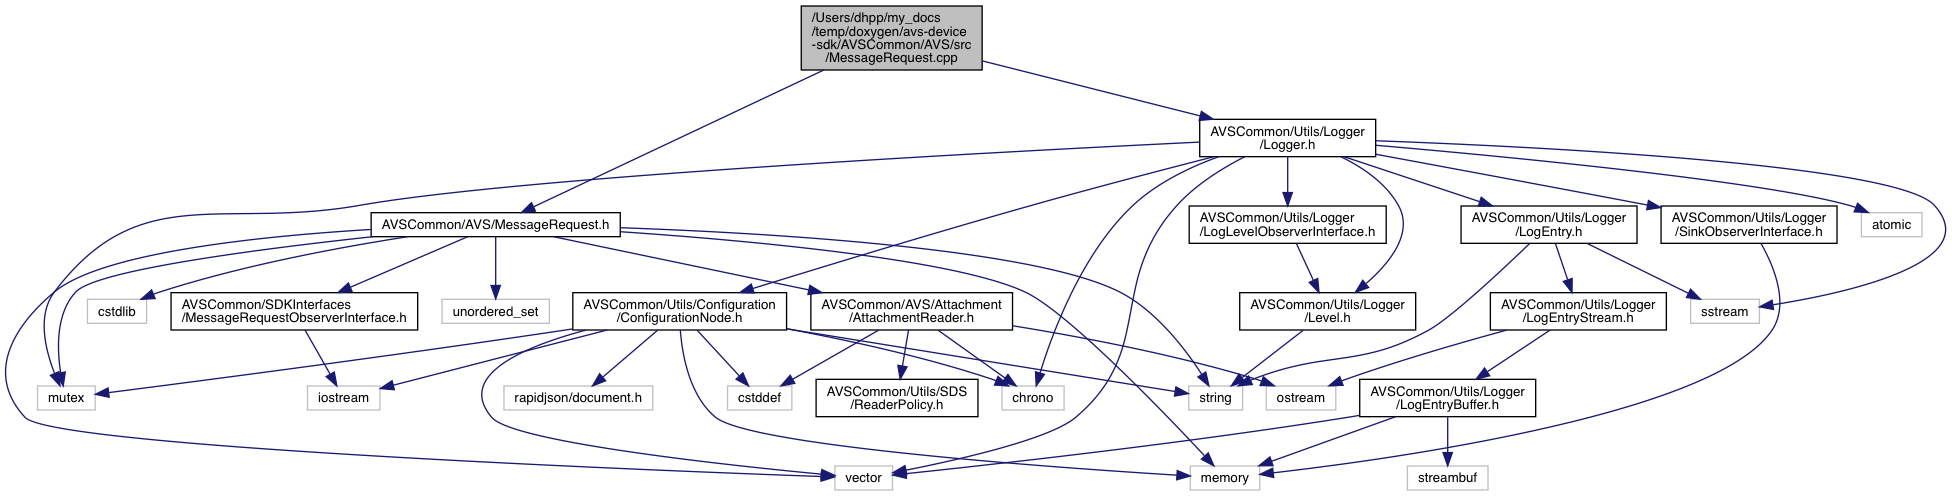 /Users/dhpp/my_docs
/temp/doxygen/avs-device
-sdk/AVSCommon/AVS/src
/MessageRequest.cpp
AVSCommon/Utils/Logger
/Logger.h
AVSCommon/AVS/MessageRequest.h
AVSCommon/Utils/Logger
/LogLevelObserverInterface.h
AVSCommon/Utils/Logger
/LogEntry.h
AVSCommon/Utils/Logger
/SinkObserverInterface.h
atomic
cstdlib
AVSCommon/SDKInterfaces
/MessageRequestObserverInterface.h
unordered_set
AVSCommon/Utils/Configuration
/ConfigurationNode.h
AVSCommon/AVS/Attachment
/AttachmentReader.h
AVSCommon/Utils/Logger
/Level.h
AVSCommon/Utils/Logger
/LogEntryStream.h
sstream
mutex
iostream
rapidjson/document.h
cstddef
AVSCommon/Utils/SDS
/ReaderPolicy.h
chrono
string
ostream
AVSCommon/Utils/Logger
/LogEntryBuffer.h
vector
memory
streambuf